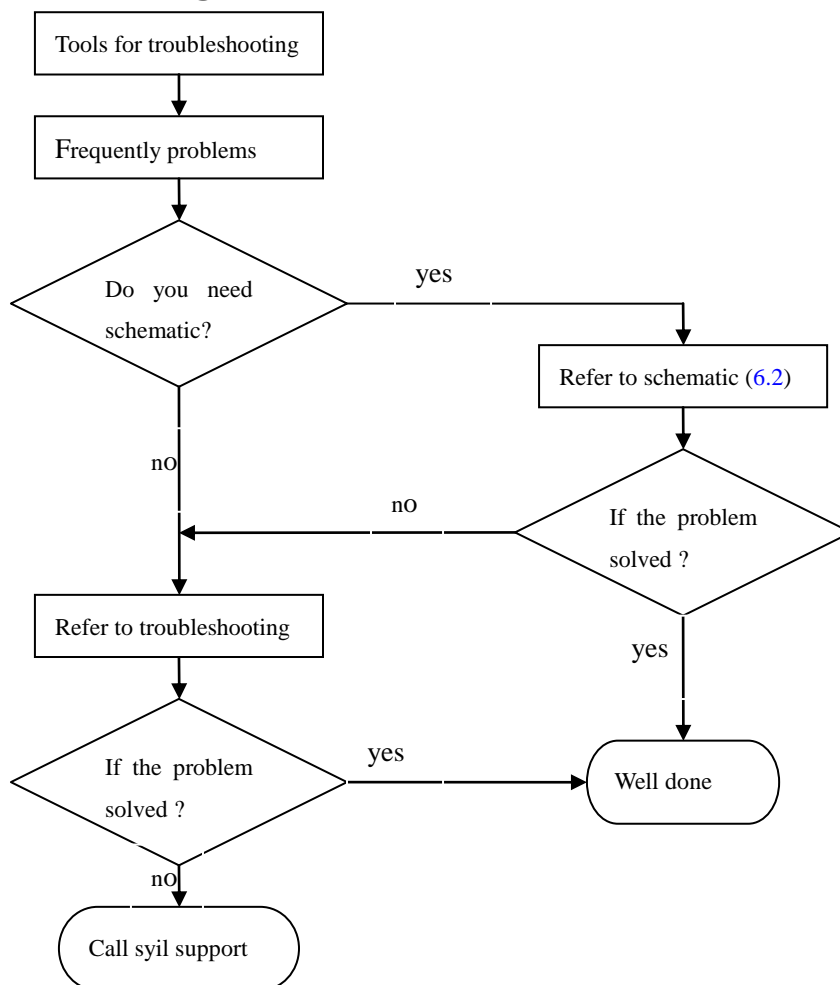 Tools for troubleshooting
Frequently problems
Do you need
schematic?
yes
Refer to schematic (6.2)
no
no
If the problem
solved ?
Refer to troubleshooting
yes
If the problem
solved ?
yes
Well done
no
Call syil support